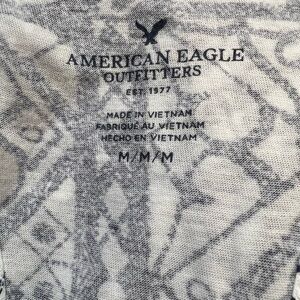 AMERICAN EAGLE
OUTFITTERS
EST. 1977
MADE IN VIETNAM
FABRIQUÉ AU VIETNAM
HECHO EN VIETNAM
M/M/M